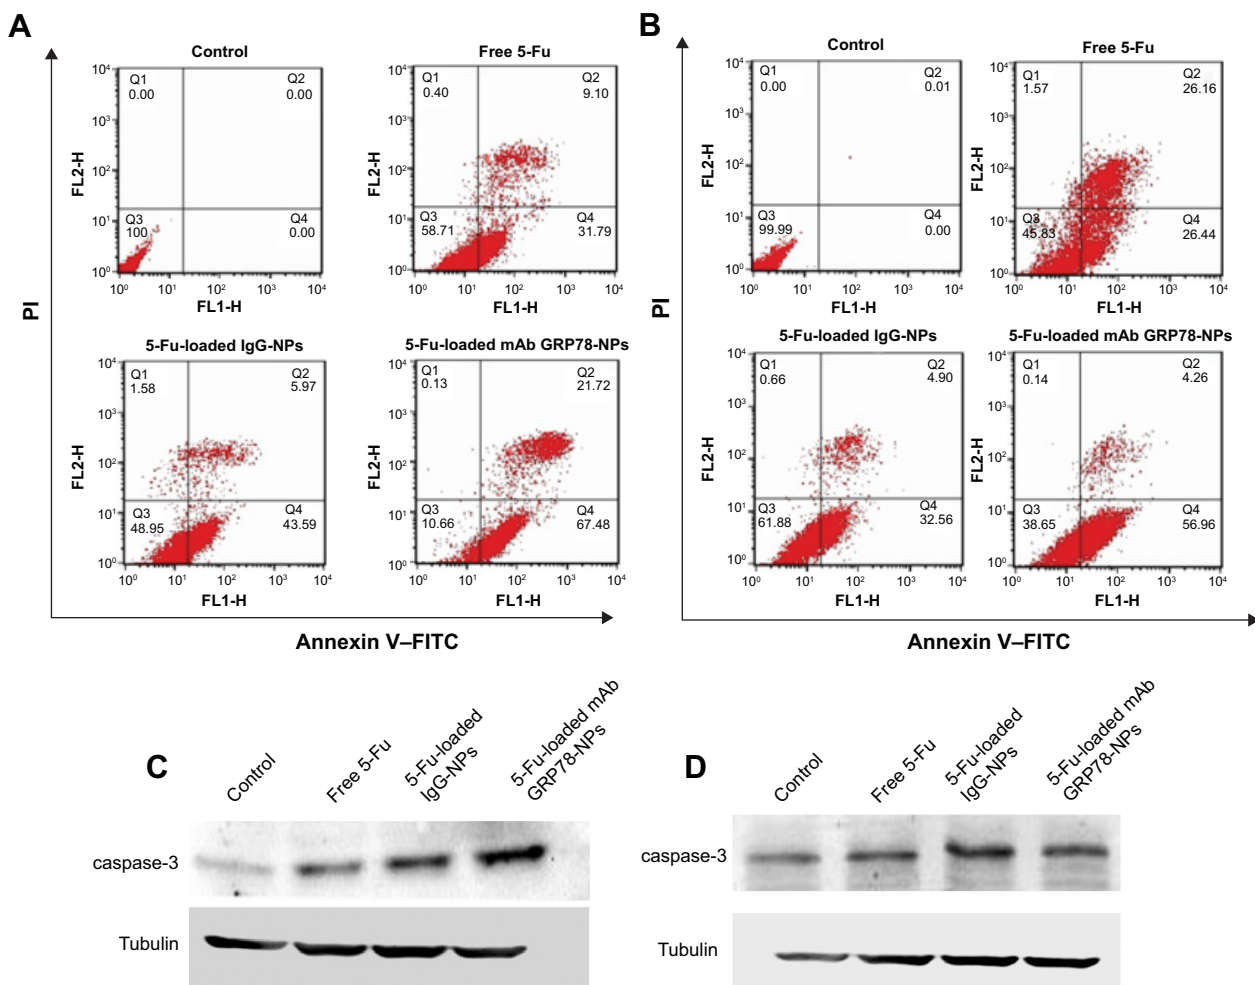 A
Control
Q1
0.00
Q2
0.00
Q3
100
Q4
0.00
10⁴
10³
10²
10¹
10⁰
FL2-H
10⁰ 10¹ 10² 10³ 10⁴
FL1-H
Free 5-Fu
Q1
0.40
Q2
9.10
Q3
58.71
Q4
31.79
10⁴
10³
10²
10¹
10⁰
FL2-H
10⁰ 10¹ 10² 10³ 10⁴
FL1-H
PI
5-Fu-loaded IgG-NPs
Q1
1.58
Q2
5.97
Q3
48.95
Q4
43.59
10⁴
10³
10²
10¹
10⁰
FL2-H
10⁰ 10¹ 10² 10³ 10⁴
FL1-H
5-Fu-loaded mAb GRP78-NPs
Q1
0.13
Q2
21.72
Q3
10.66
Q4
67.48
10⁴
10³
10²
10¹
10⁰
FL2-H
10⁰ 10¹ 10² 10³ 10⁴
FL1-H
Annexin V–FITC
B
Control
Q1
0.00
Q2
0.01
Q3
99.99
Q4
0.00
10⁴
10³
10²
10¹
10⁰
FL2-H
10⁰ 10¹ 10² 10³ 10⁴
FL1-H
Free 5-Fu
Q1
1.57
Q2
26.16
Q3
45.83
Q4
26.44
10⁴
10³
10²
10¹
10⁰
FL2-H
10⁰ 10¹ 10² 10³ 10⁴
FL1-H
PI
5-Fu-loaded IgG-NPs
Q1
0.66
Q2
4.90
Q3
61.88
Q4
32.56
10⁴
10³
10²
10¹
10⁰
FL2-H
10⁰ 10¹ 10² 10³ 10⁴
FL1-H
5-Fu-loaded mAb GRP78-NPs
Q1
0.14
Q2
4.26
Q3
38.65
Q4
56.96
10⁴
10³
10²
10¹
10⁰
FL2-H
10⁰ 10¹ 10² 10³ 10⁴
FL1-H
Annexin V–FITC
C
Control
Free 5-Fu
5-Fu-loaded
IgG-NPs
5-Fu-loaded mAb
GRP78-NPs
caspase-3
Tubulin
D
Control
Free 5-Fu
5-Fu-loaded
IgG-NPs
5-Fu-loaded mAb
GRP78-NPs
caspase-3
Tubulin